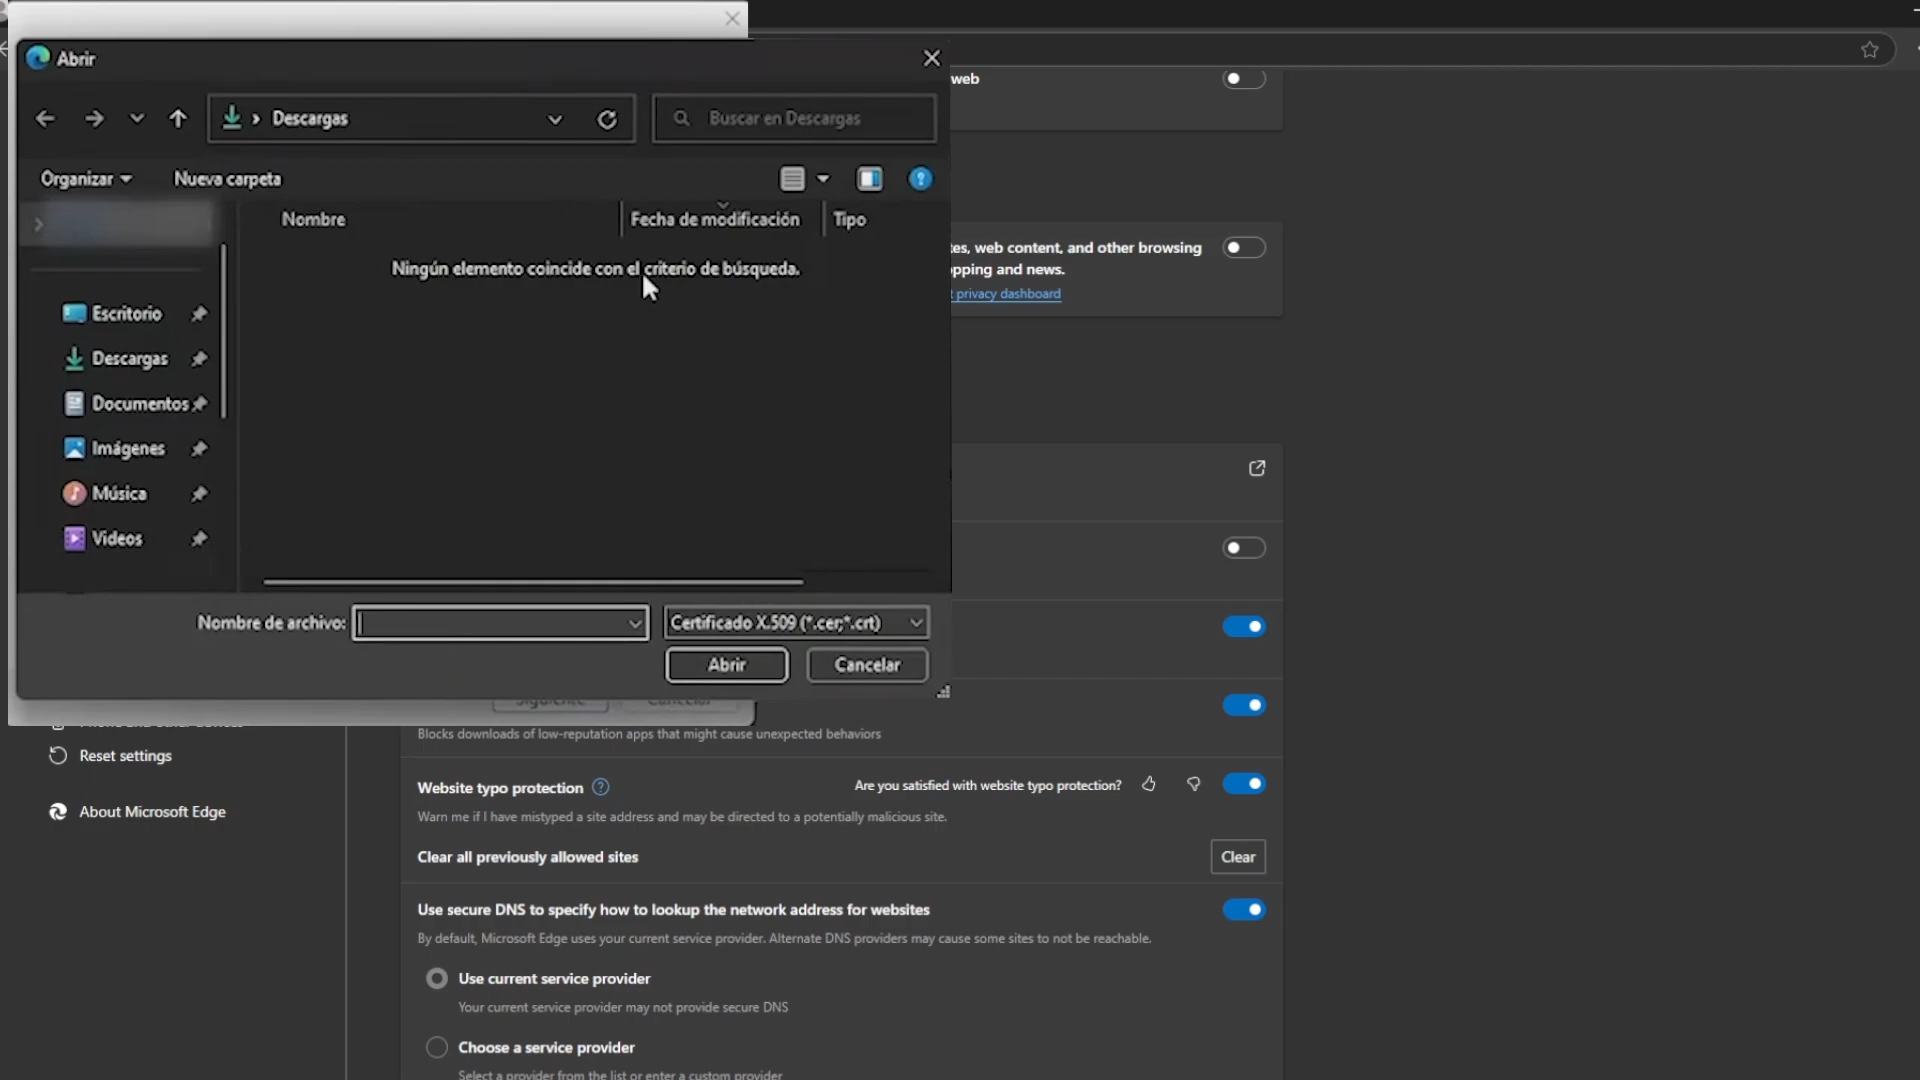 Abrir
Descargas
Buscar en Descargas
Organizar
Nueva carpeta
Nombre
Fecha de modificación
Tipo
Ningún elemento coincide con el criterio de búsqueda.
Escritorio
Descargas
Documentos
Imágenes
Música
Videos
Nombre de archivo:
Certificado X.509 (*.cer;*.crt)
Abrir
Cancelar
Siguiente
Cancelar
web
es, web content, and other browsing
pping and news.
t privacy dashboard
Reset settings
About Microsoft Edge
Blocks downloads of low-reputation apps that might cause unexpected behaviors
Website typo protection
Are you satisfied with website typo protection?
Warn me if I have mistyped a site address and may be directed to a potentially malicious site.
Clear all previously allowed sites
Clear
Use secure DNS to specify how to lookup the network address for websites
By default, Microsoft Edge uses your current service provider. Alternate DNS providers may cause some sites to not be reachable.
Use current service provider
Your current service provider may not provide secure DNS
Choose a service provider
Select a provider from the list or enter a custom provider